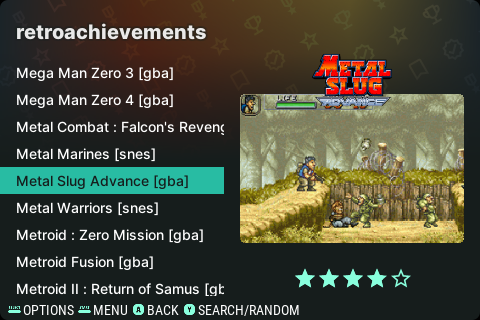 retroachievements
Mega Man Zero 3 [gba]
Mega Man Zero 4 [gba]
Metal Combat : Falcon's Reveng
Metal Marines [snes]
Metal Slug Advance [gba]
Metal Warriors [snes]
Metroid : Zero Mission [gba]
Metroid Fusion [gba]
Metroid II : Return of Samus [gb
METAL
SLUG
ADVANCE
LIFE
OPTIONS MENU A BACK Y SEARCH/RANDOM